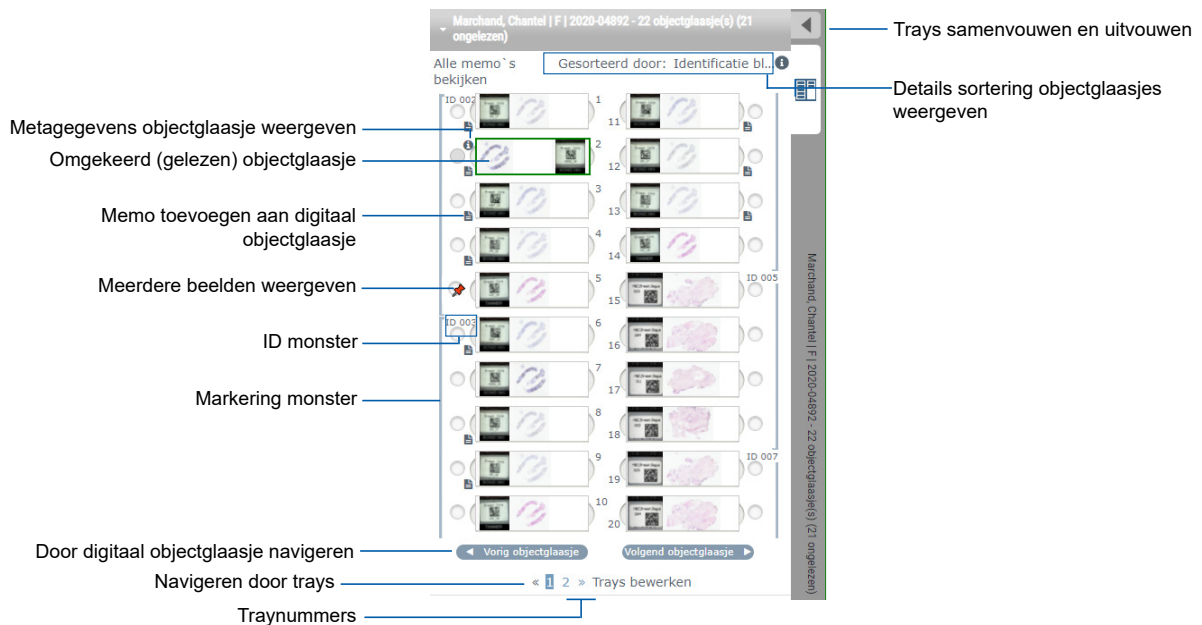 Marchand, Chantel | F | 2020-04892 - 22 objectglaasje(s) (21
ongelezen)
Alle memo`s
bekijken
Gesorteerd door: Identificatie bl...
Trays samenvouwen en uitvouwen
Details sortering objectglaasjes
weergeven
Metagegevens objectglaasje weergeven
Omgekeerd (gelezen) objectglaasje
Memo toevoegen aan digitaal
objectglaasje
Meerdere beelden weergeven
ID monster
Markering monster
Door digitaal objectglaasje navigeren
Navigeren door trays
Traynummers
ID 002
1
2
3
4
5
ID 003
6
7
8
9
10
11
12
13
14
ID 005
15
16
17
18
ID 007
19
20
Vorig objectglaasje
Volgend objectglaasje
« 1 2 » Trays bewerken
Marchand, Chantel | F | 2020-04892 - 22 objectglaasje(s) (21 ongelezen)